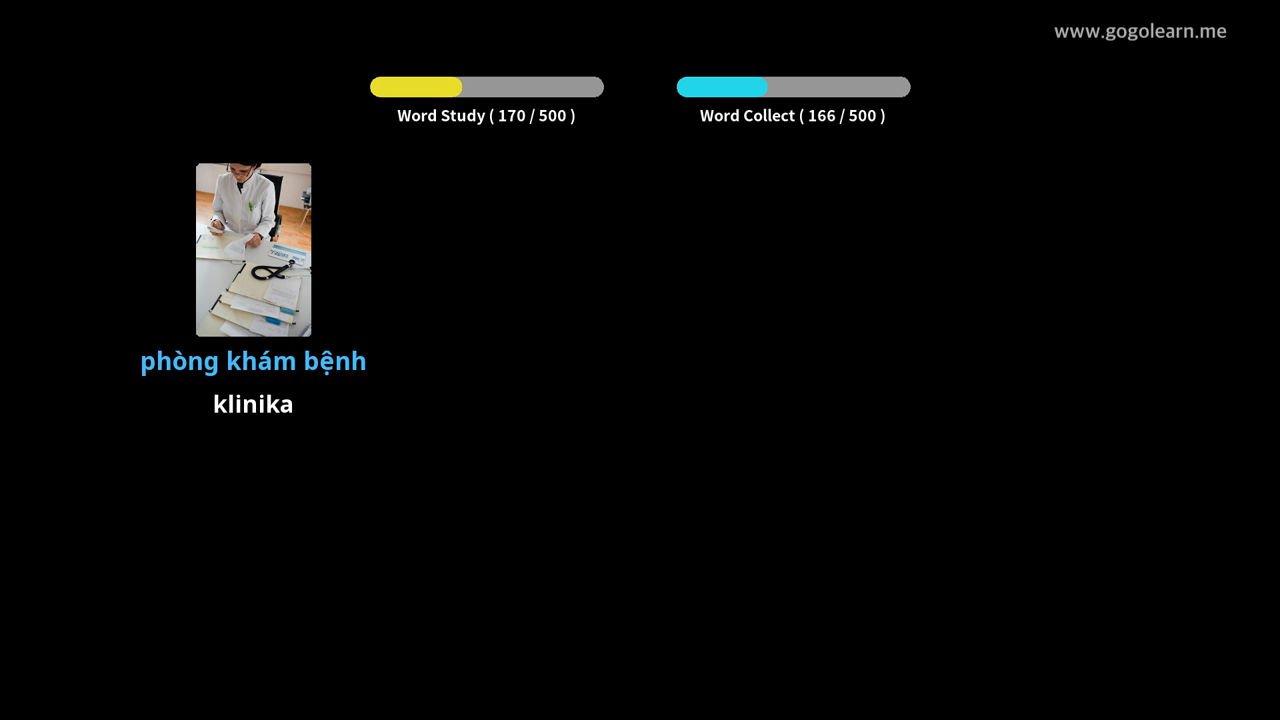 www.gogolearn.me
Word Study ( 170 / 500 )
Word Collect ( 166 / 500 )
phòng khám bệnh
klinika